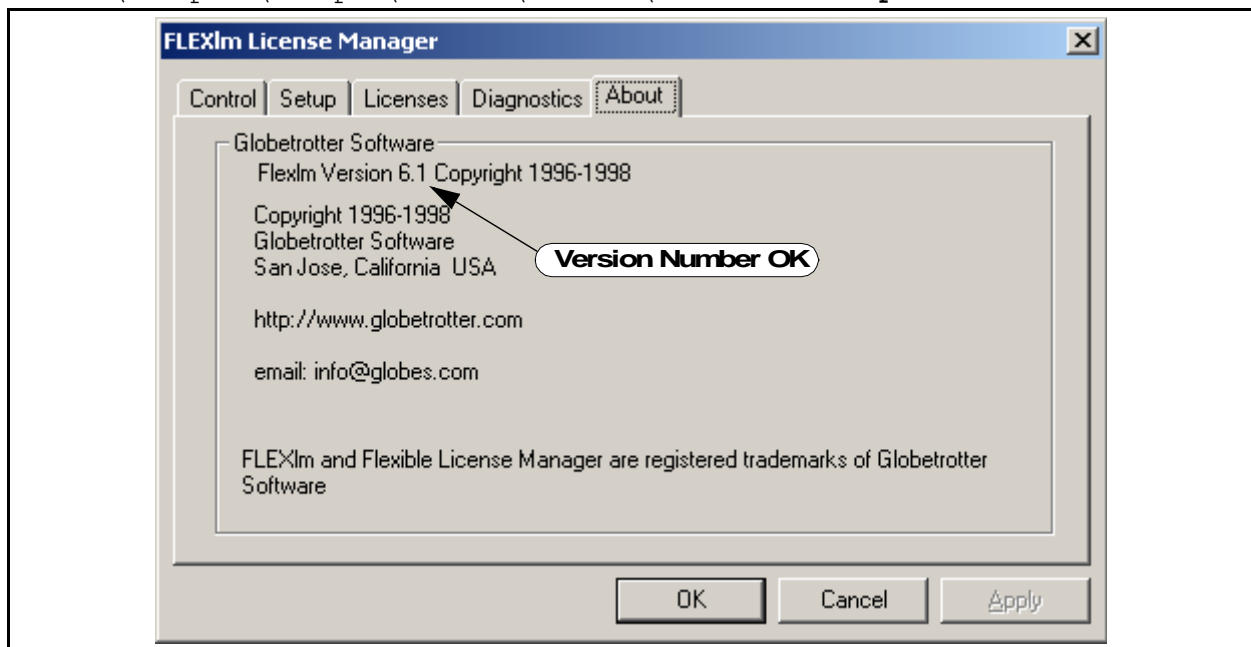 FLEXlm License Manager
Control Setup Licenses Diagnostics About
Globetrotter Software
Flexlm Version 6.1 Copyright 1996-1998
Copyright 1996-1998
Globetrotter Software
San Jose, California USA
Version Number OK
http://www.globetrotter.com
email: info@globes.com
FLEXlm and Flexible License Manager are registered trademarks of Globetrotter
Software
OK Cancel Apply